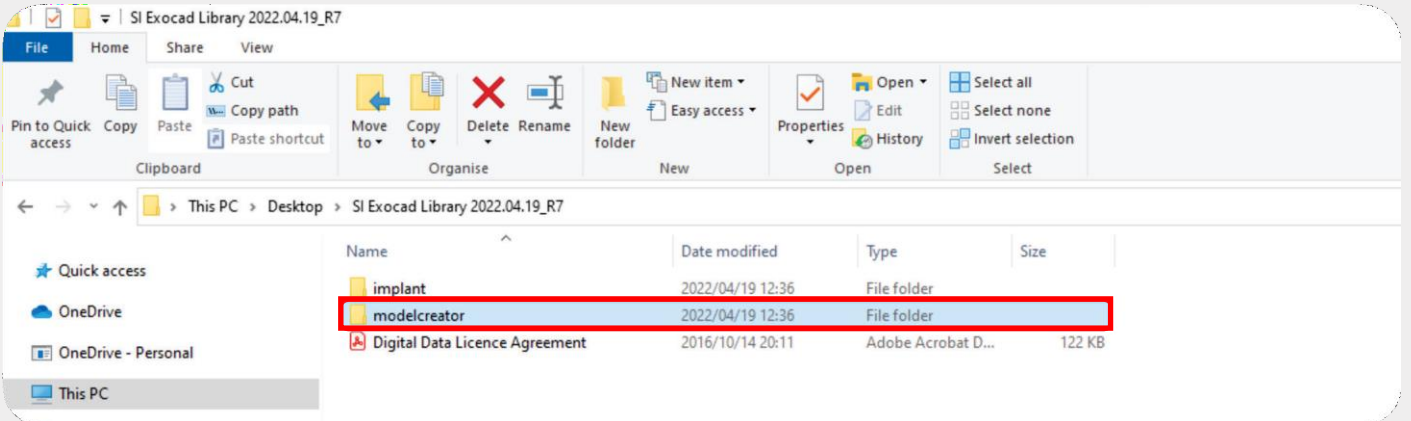 SI Exocad Library 2022.04.19_R7
File Home Share View
Pin to Quick access
Copy
Paste
Cut
Copy path
Paste shortcut
Clipboard
Move to
Copy to
Delete
Rename
Organise
New folder
New item
Easy access
New
Properties
Open
Edit
History
Open
Select all
Select none
Invert selection
Select
This PC > Desktop > SI Exocad Library 2022.04.19_R7
Quick access
OneDrive
OneDrive - Personal
This PC
Name Date modified Type Size
implant 2022/04/19 12:36 File folder
modelcreator 2022/04/19 12:36 File folder
Digital Data Licence Agreement 2016/10/14 20:11 Adobe Acrobat D... 122 KB